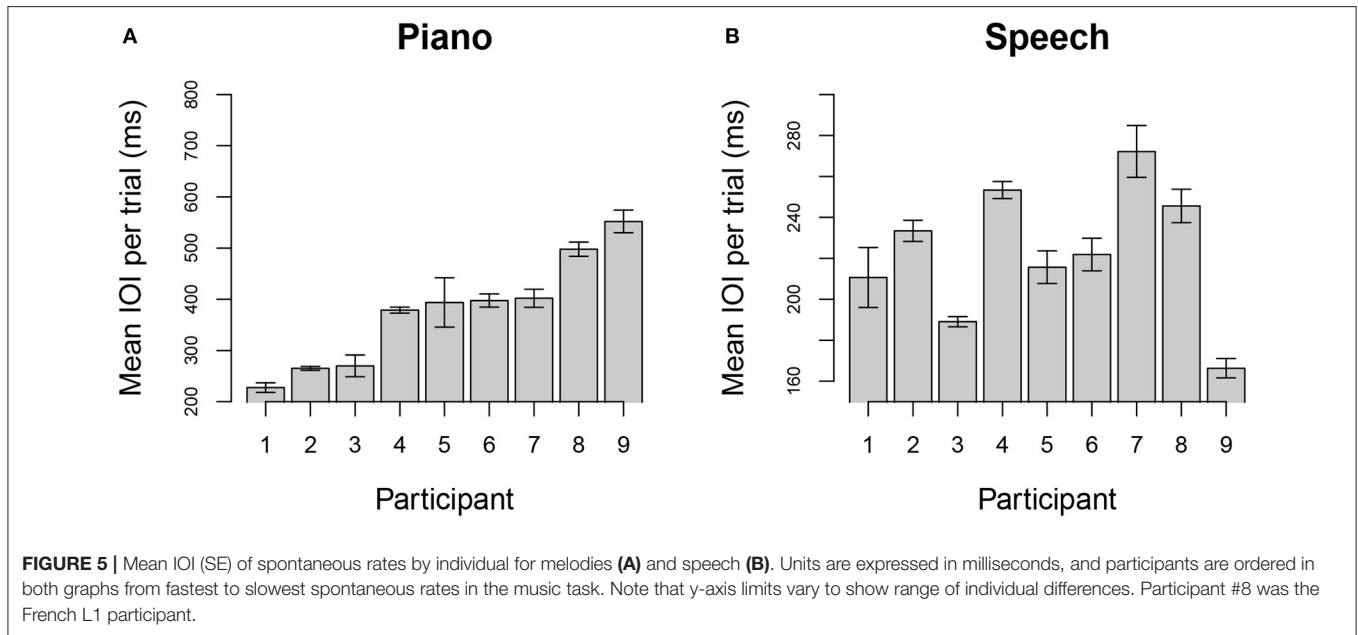 A
Piano
Mean IOI per trial (ms)
800
700
600
500
400
300
200
1 2 3 4 5 6 7 8 9
Participant
B
Speech
Mean IOI per trial (ms)
280
240
200
160
1 2 3 4 5 6 7 8 9
Participant
FIGURE 5 | Mean IOI (SE) of spontaneous rates by individual for melodies (A) and speech (B). Units are expressed in milliseconds, and participants are ordered in
both graphs from fastest to slowest spontaneous rates in the music task. Note that y-axis limits vary to show range of individual differences. Participant #8 was the
French L1 participant.